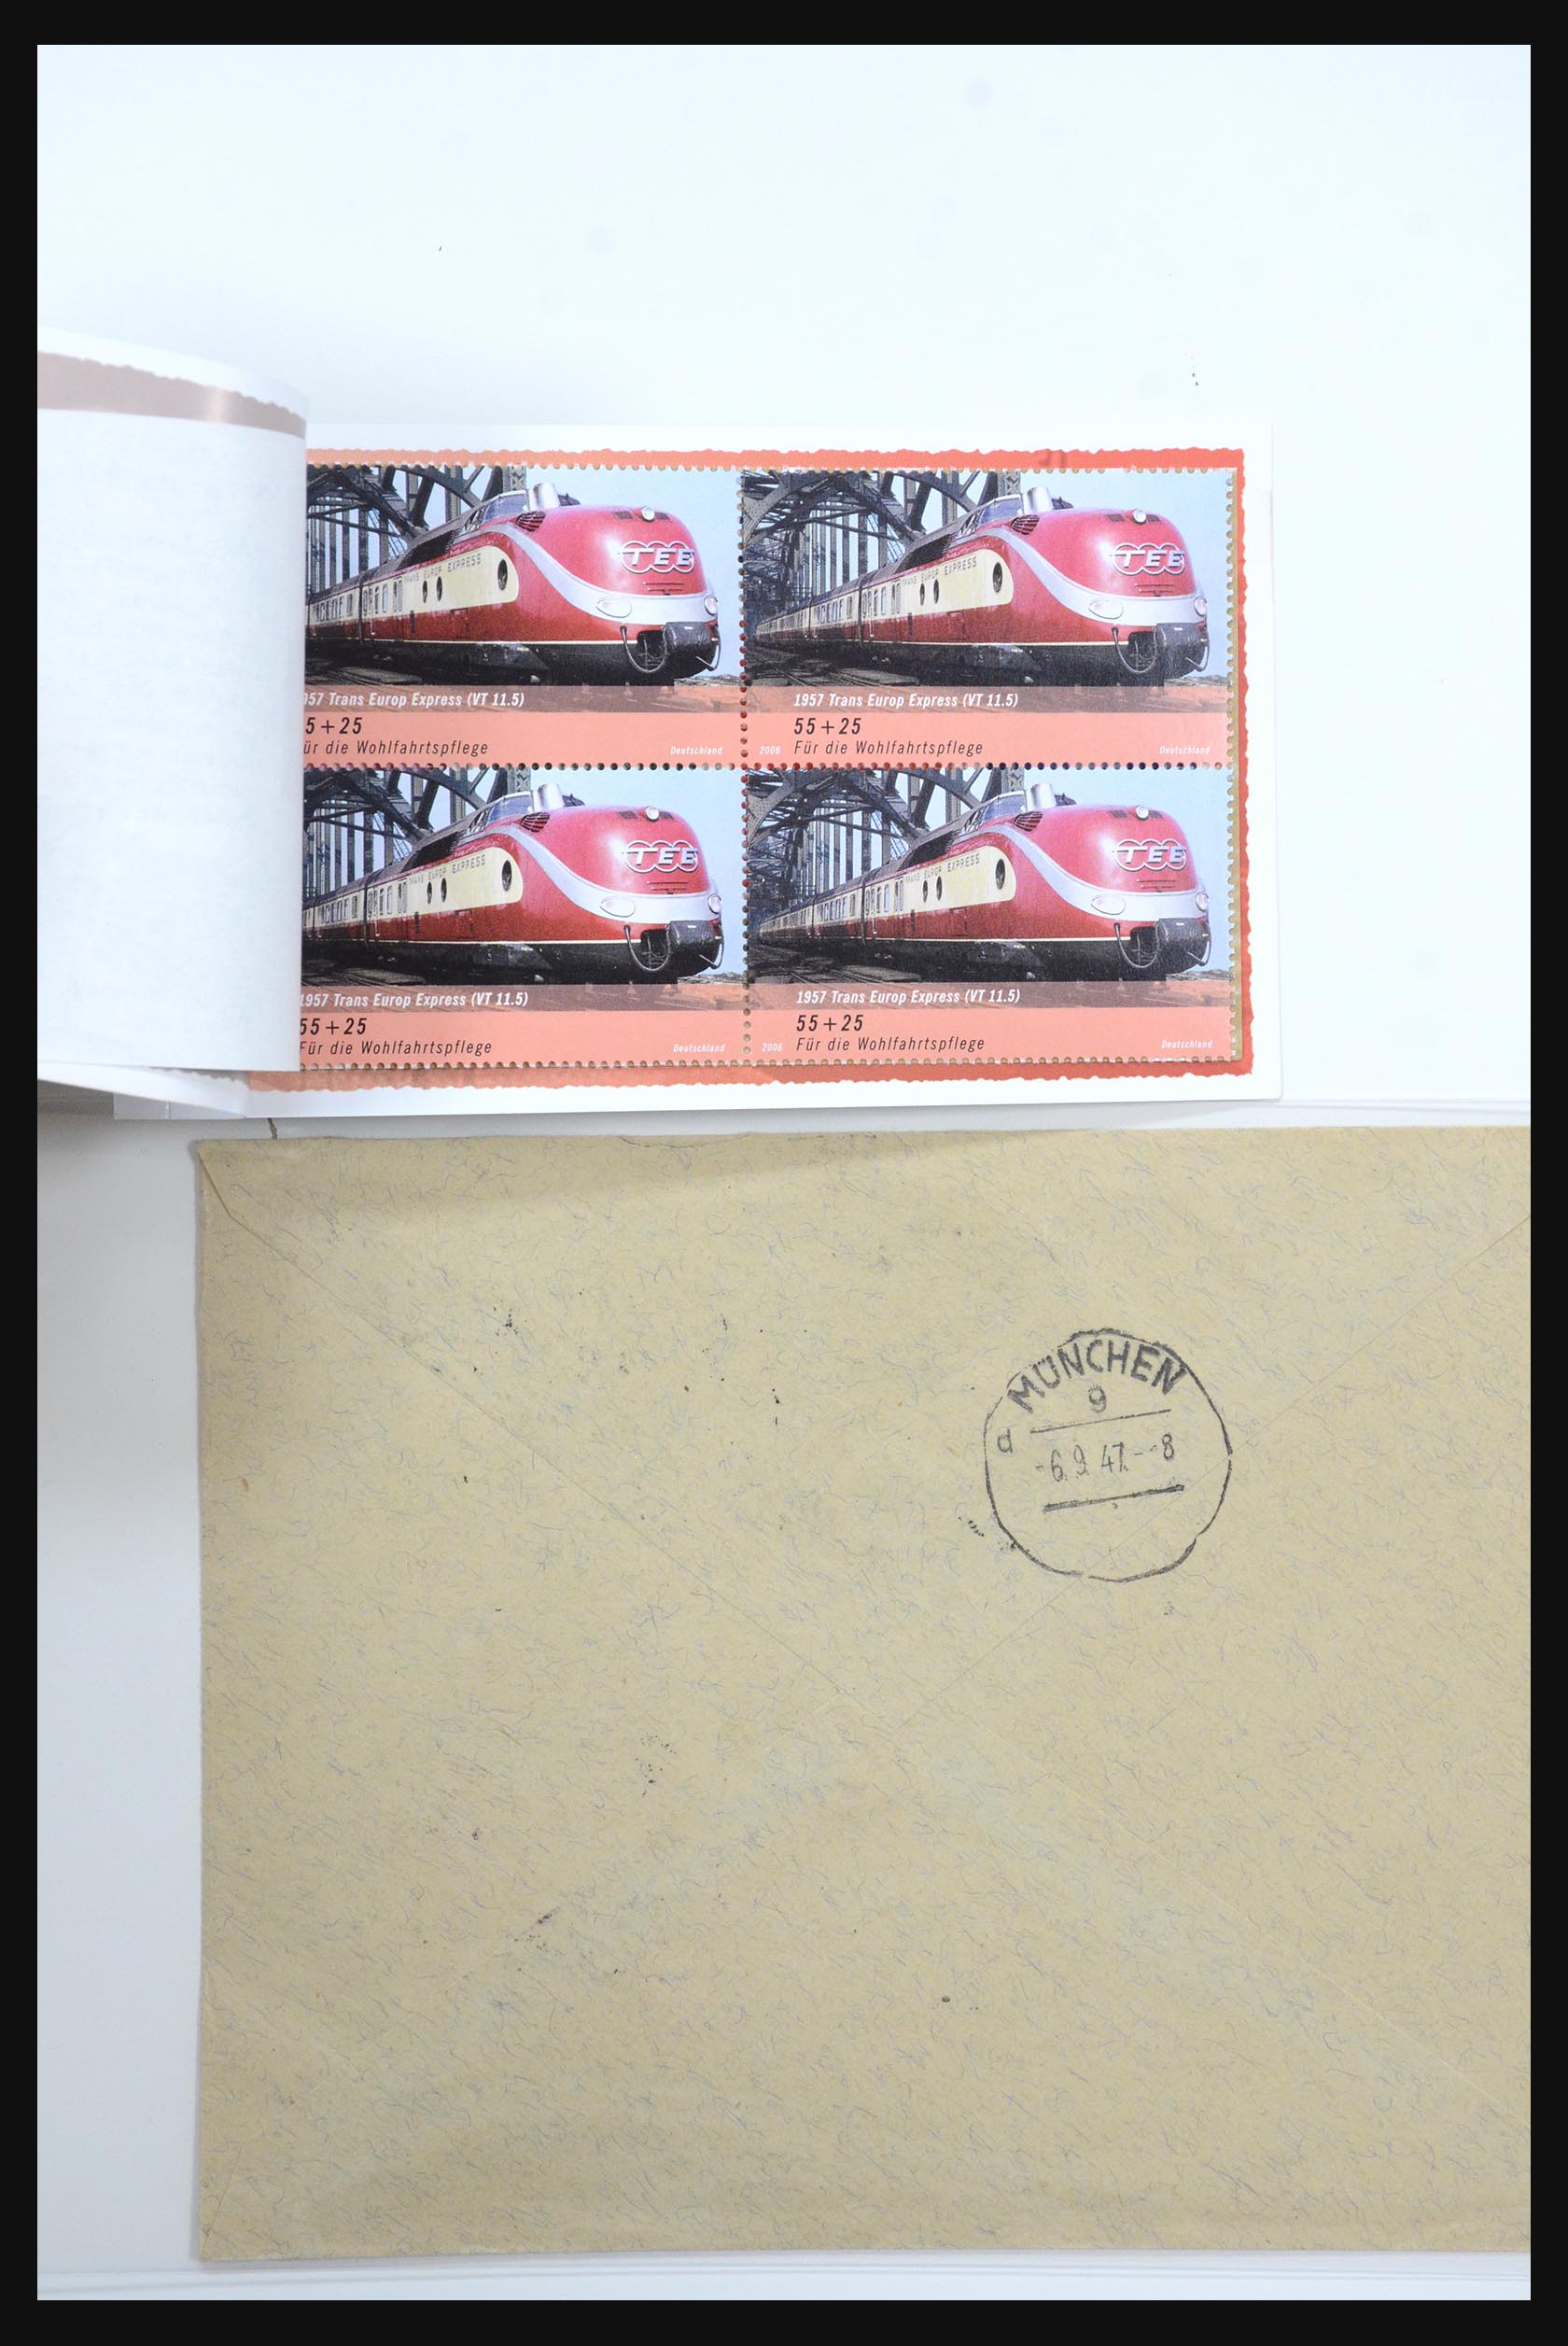 TRANS EUROP EXPRESS
TEE
957 Trans Europ Express (VT 11.5)
5+25
ür die Wohlfahrtspflege
Deutschland
TRANS EUROP EXPRESS
TEE
1957 Trans Europ Express (VT 11.5)
55+25
2006 Für die Wohlfahrtspflege
Deutschland
TRANS EUROP EXPRESS
TEE
1957 Trans Europ Express (VT 11.5)
55+25
Für die Wohlfahrtspflege
Deutschland
TRANS EUROP EXPRESS
TEE
1957 Trans Europ Express (VT 11.5)
55+25
2006 Für die Wohlfahrtspflege
Deutschland
MÜNCHEN
9
d
-6.9.47.--8